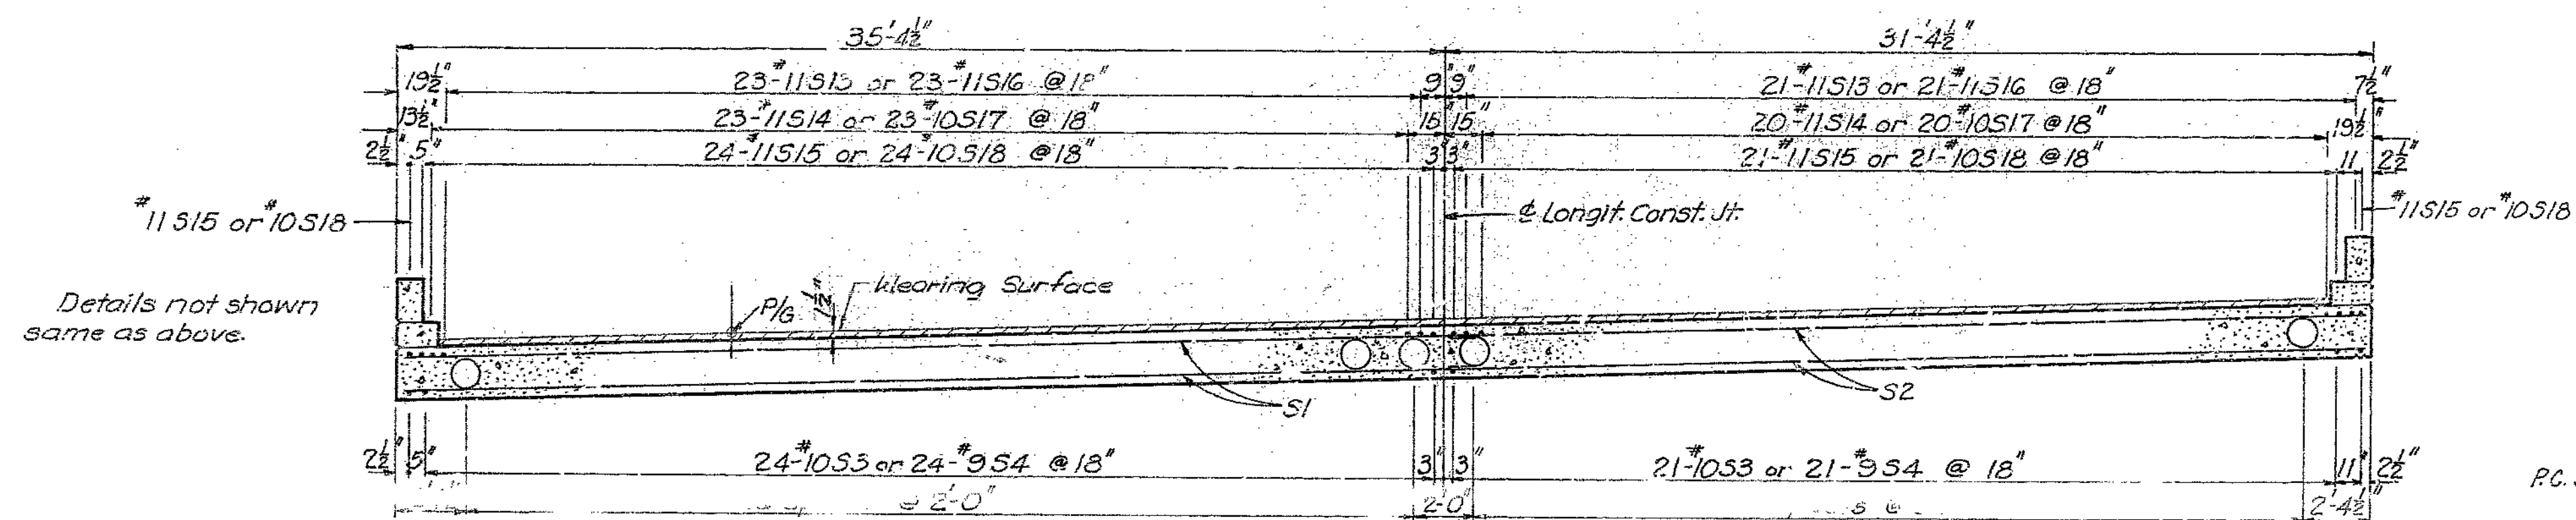 35'-4½" 31'-4½"
19½" 23-#11S13 or 23-#11S16 @ 18" 9" 9" 21-#11S13 or 21-#11S16 @ 18" 7½"
13½" 23-#11S14 or 23-#10S17 @ 18" 15" 15" 20-#11S14 or 20-#10S17 @ 18" 19½"
2½" 5" 24-#11S15 or 24-#10S18 @ 18" 3" 3" 21-#11S15 or 21-#10S18 @ 18" 11 2½"
#11S15 or #10S18 ℄ Longit. Const. Jt. #11S15 or #10S18
Details not shown
same as above.
P/G 1½" Wearing Surface
S1 S2
2½" 5" 24-#10S3 or 24-#9S4 @ 18" 3" 3" 21-#10S3 or 21-#9S4 @ 18" 11" 2½"
@ 2'-0" 2'-0" 2'-4½"
P.C.